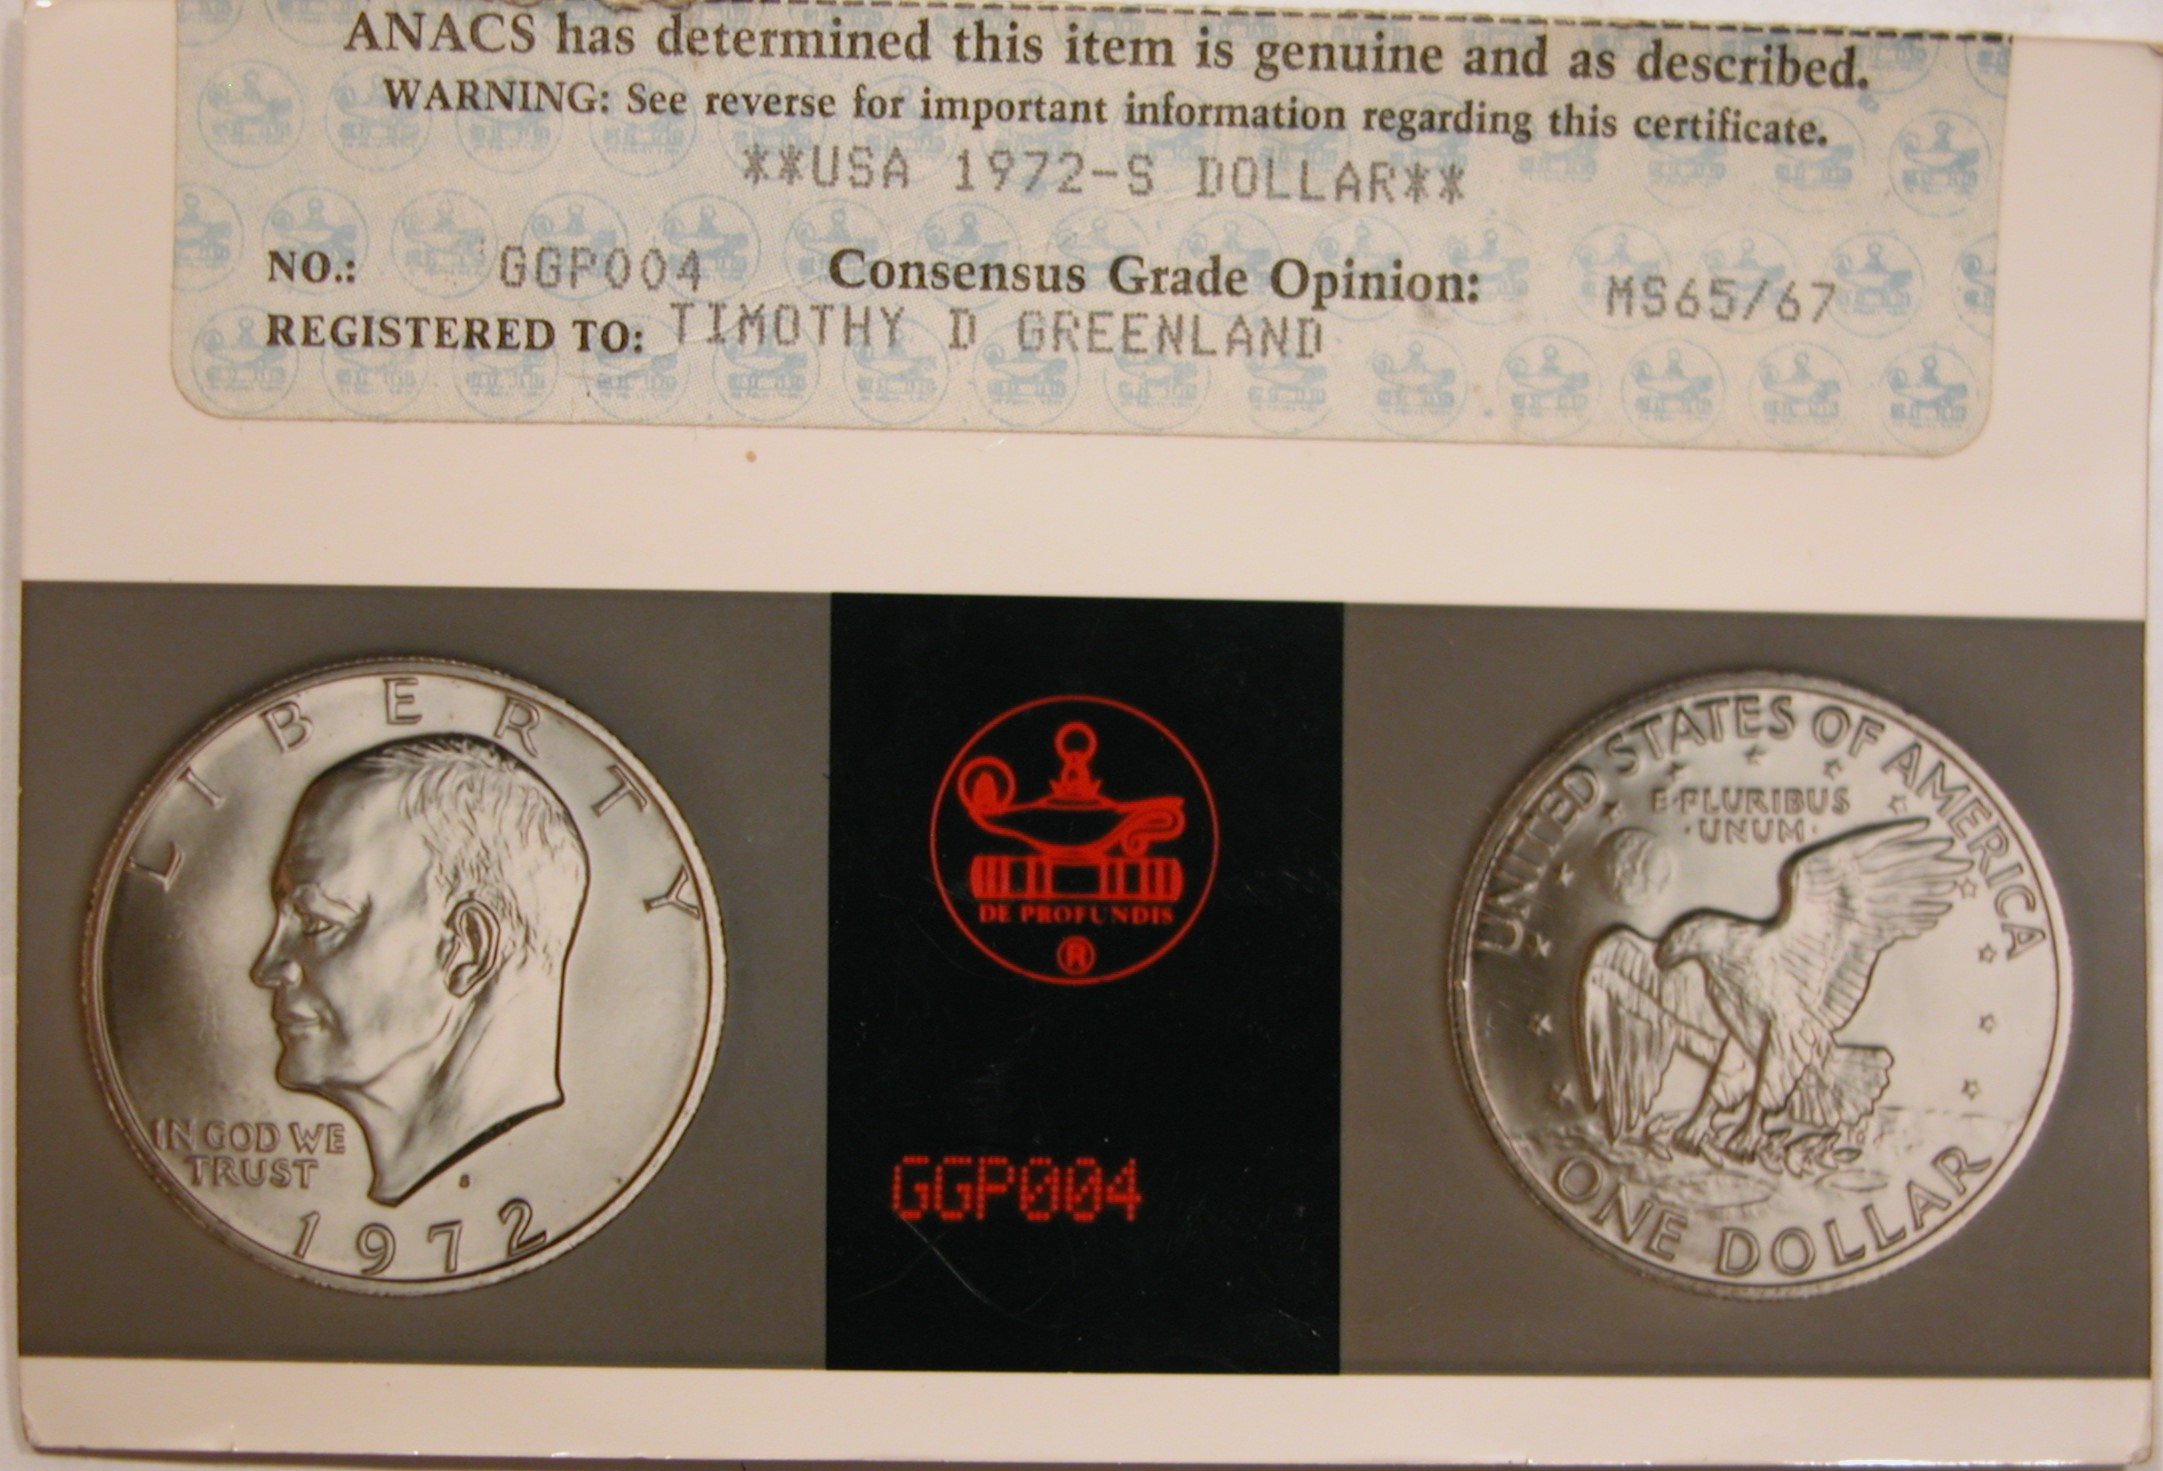 ANACS has determined this item is genuine and as described.
WARNING: See reverse for important information regarding this certificate.
**USA 1972-S DOLLAR**
NO.: GGP004 Consensus Grade Opinion: MS65/67
REGISTERED TO: TIMOTHY D GREENLAND
LIBERTY
IN GOD WE
TRUST
S
1972
DE PROFUNDIS
®
GGP004
UNITED STATES OF AMERICA
E·PLURIBUS
·UNUM·
ONE DOLLAR